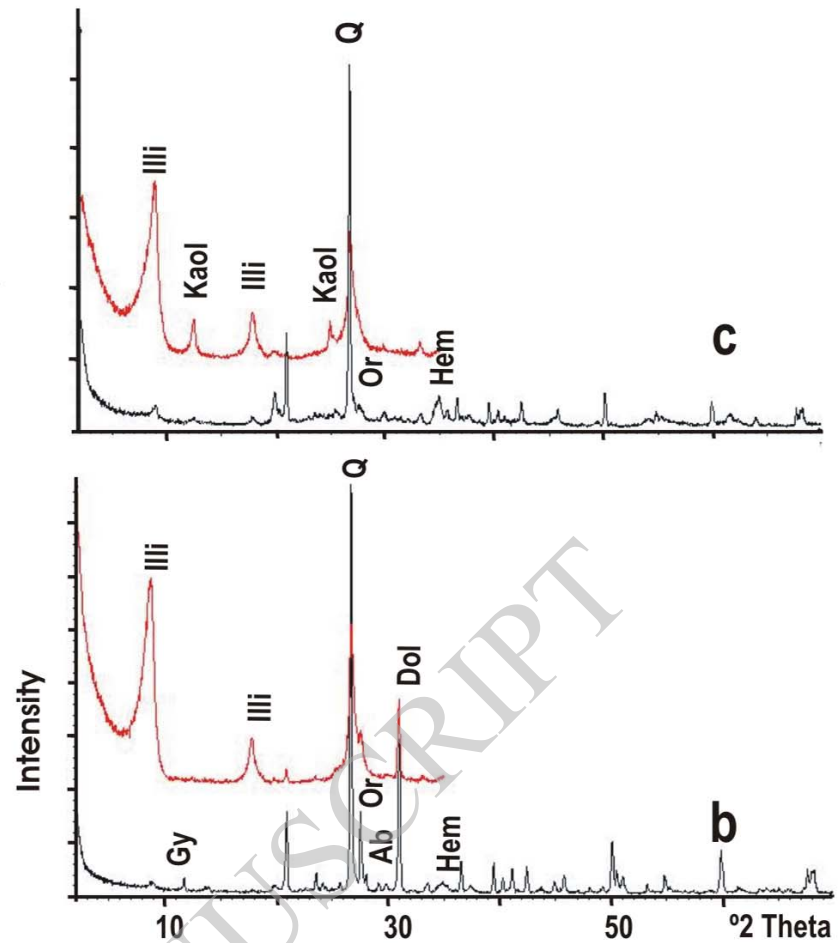 Q
Illi
Kaol
Illi
Kaol
Or
Hem
c
Q
Illi
Illi
Dol
Or
Ab
Gy
Hem
b
Intensity
10 30 50 º2 Theta
NUSCRIPT